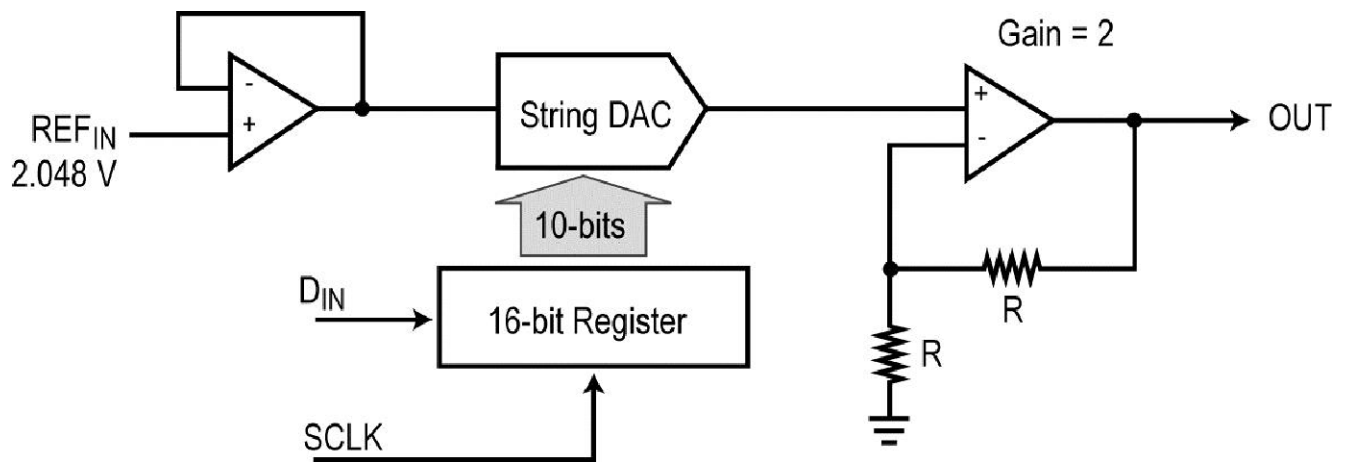 Gain = 2
REFIN
2.048 V
-
+
String DAC
+
-
OUT
10-bits
DIN
16-bit Register
R
R
SCLK